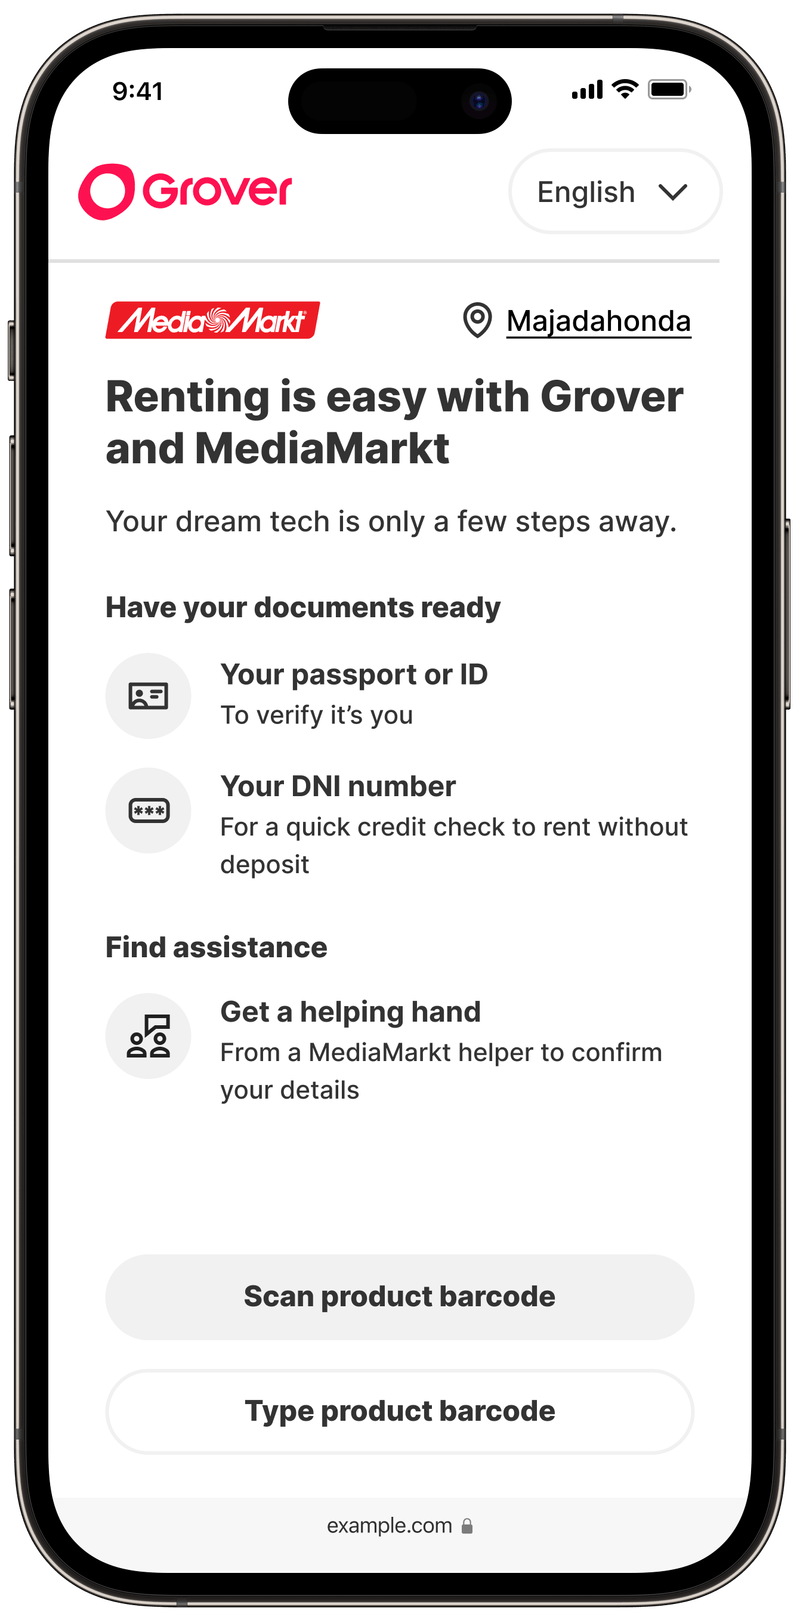 9:41
Grover
English
MediaMarkt
Majadahonda
Renting is easy with Grover
and MediaMarkt
Your dream tech is only a few steps away.
Have your documents ready
Your passport or ID
To verify it’s you
***
Your DNI number
For a quick credit check to rent without
deposit
Find assistance
Get a helping hand
From a MediaMarkt helper to confirm
your details
Scan product barcode
Type product barcode
example.com